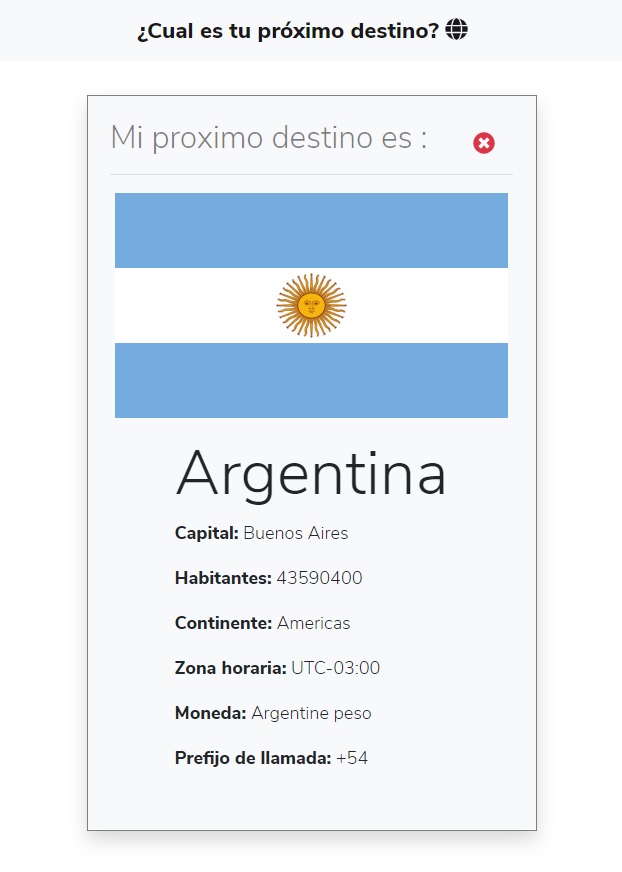 ¿Cual es tu próximo destino?
Mi proximo destino es :
Argentina
Capital: Buenos Aires
Habitantes: 43590400
Continente: Americas
Zona horaria: UTC-03:00
Moneda: Argentine peso
Prefijo de llamada: +54